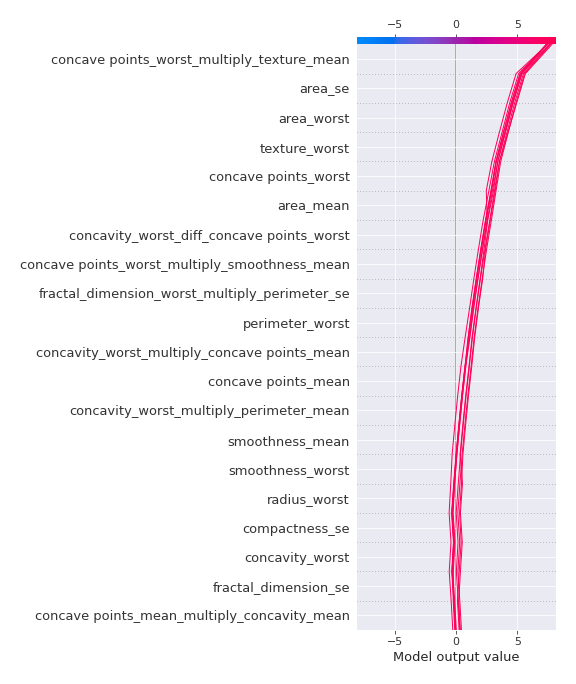 −5 0 5
concave points_worst_multiply_texture_mean
area_se
area_worst
texture_worst
concave points_worst
area_mean
concavity_worst_diff_concave points_worst
concave points_worst_multiply_smoothness_mean
fractal_dimension_worst_multiply_perimeter_se
perimeter_worst
concavity_worst_multiply_concave points_mean
concave points_mean
concavity_worst_multiply_perimeter_mean
smoothness_mean
smoothness_worst
radius_worst
compactness_se
concavity_worst
fractal_dimension_se
concave points_mean_multiply_concavity_mean
−5 0 5
Model output value